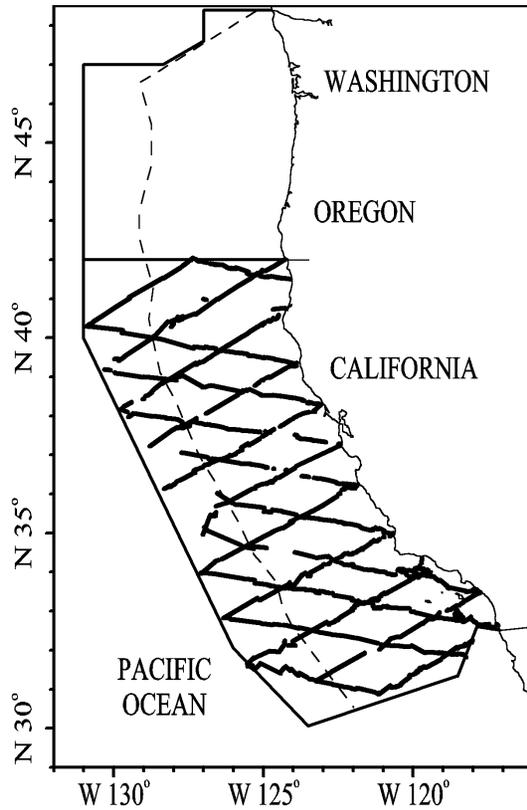 WASHINGTON
N 45°
OREGON
N 40°
CALIFORNIA
N 35°
PACIFIC
OCEAN
N 30°
W 130° W 125° W 120°